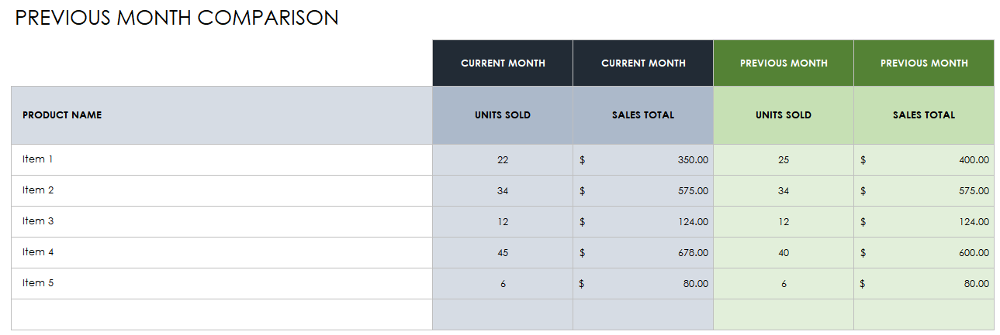 PREVIOUS MONTH COMPARISON
CURRENT MONTH CURRENT MONTH PREVIOUS MONTH PREVIOUS MONTH
PRODUCT NAME UNITS SOLD SALES TOTAL UNITS SOLD SALES TOTAL
Item 1 22 $ 350.00 25 $ 400.00
Item 2 34 $ 575.00 34 $ 575.00
Item 3 12 $ 124.00 12 $ 124.00
Item 4 45 $ 678.00 40 $ 600.00
Item 5 6 $ 80.00 6 $ 80.00